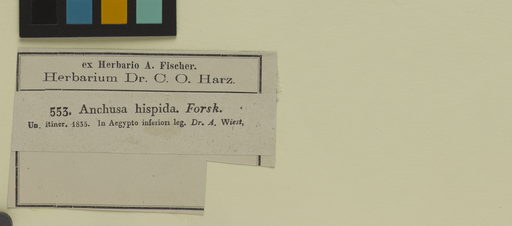 ex Herbario A. Fischer.
Herbarium Dr. C. O. Harz.
553. Anchusa hispida. Forsk.
Un. itiner. 1835. In Aegypto inferiori leg. Dr. A. Wiest.